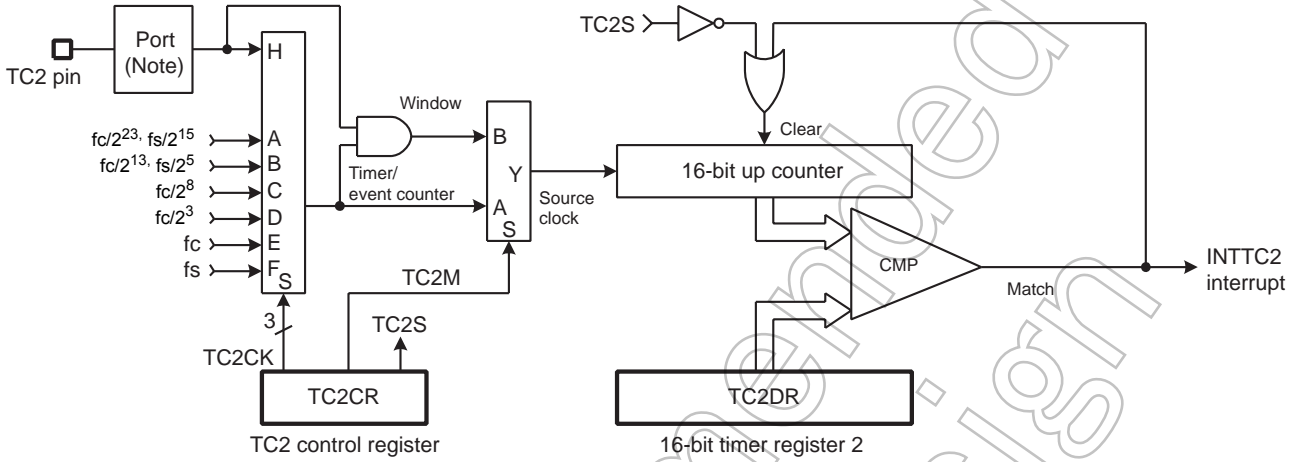 TC2 pin
Port
(Note)
H
fc/2^23, fs/2^15
A
fc/2^13, fs/2^5
B
fc/2^8
C
fc/2^3
D
fc
E
fs
F
S
3
TC2CK
TC2CR
TC2 control register
Window
Timer/
event counter
TC2M
TC2S
B
Y
A
S
Source
clock
TC2S
Clear
16-bit up counter
CMP
Match
INTTC2
interrupt
TC2DR
16-bit timer register 2
mended
esign